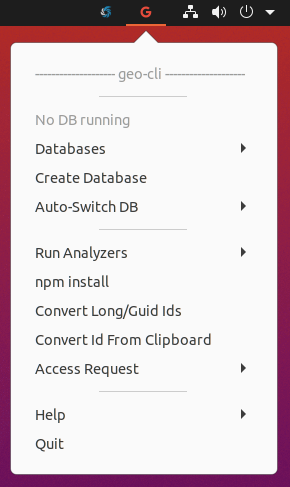 G
-------------------- geo-cli --------------------
No DB running
Databases
Create Database
Auto-Switch DB
Run Analyzers
npm install
Convert Long/Guid Ids
Convert Id From Clipboard
Access Request
Help
Quit